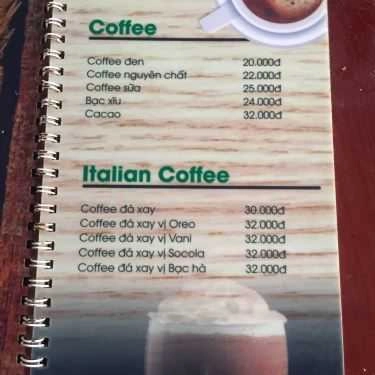 Coffee
Coffee đen 20.000đ
Coffee nguyên chất 22.000đ
Coffee sữa 25.000đ
Bạc xĩu 24.000đ
Cacao 32.000đ
Italian Coffee
Coffee đá xay 30.000đ
Coffee đá xay vị Oreo 32.000đ
Coffee đá xay vị Vani 32.000đ
Coffee đá xay vị Socola 32.000đ
Coffee đá xay vị Bạc hà 32.000đ